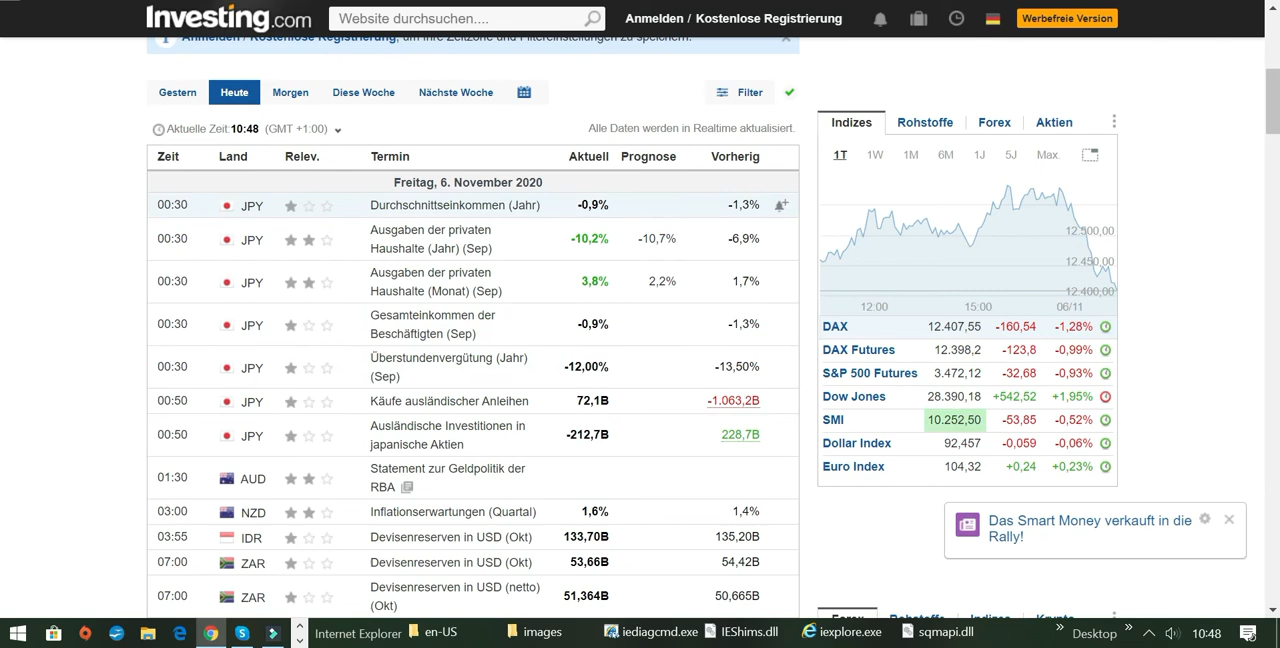 Investing.com
Website durchsuchen....
Anmelden / Kostenlose Registrierung
Werbefreie Version
Anmelden / Kostenlose Registrierung, um Ihre Zeitzone und Filtereinstellungen zu speichern.
Gestern Heute Morgen Diese Woche Nächste Woche Filter
Aktuelle Zeit:10:48 (GMT +1:00)
Alle Daten werden in Realtime aktualisiert.
Zeit Land Relev. Termin Aktuell Prognose Vorherig
Freitag, 6. November 2020
00:30 JPY Durchschnittseinkommen (Jahr) -0,9% -1,3%
00:30 JPY Ausgaben der privaten
Haushalte (Jahr) (Sep) -10,2% -10,7% -6,9%
00:30 JPY Ausgaben der privaten
Haushalte (Monat) (Sep) 3,8% 2,2% 1,7%
00:30 JPY Gesamteinkommen der
Beschäftigten (Sep) -0,9% -1,3%
00:30 JPY Überstundenvergütung (Jahr)
(Sep) -12,00% -13,50%
00:50 JPY Käufe ausländischer Anleihen 72,1B -1.063,2B
00:50 JPY Ausländische Investitionen in
japanische Aktien -212,7B 228,7B
01:30 AUD Statement zur Geldpolitik der
RBA
03:00 NZD Inflationserwartungen (Quartal) 1,6% 1,4%
03:55 IDR Devisenreserven in USD (Okt) 133,70B 135,20B
07:00 ZAR Devisenreserven in USD (Okt) 53,66B 54,42B
07:00 ZAR Devisenreserven in USD (netto)
(Okt) 51,364B 50,665B
Indizes Rohstoffe Forex Aktien
1T 1W 1M 6M 1J 5J Max.
12.500,00
12.450,00
12.400,00
12:00 15:00 06/11
DAX 12.407,55 -160,54 -1,28%
DAX Futures 12.398,2 -123,8 -0,99%
S&P 500 Futures 3.472,12 -32,68 -0,93%
Dow Jones 28.390,18 +542,52 +1,95%
SMI 10.252,50 -53,85 -0,52%
Dollar Index 92,457 -0,059 -0,06%
Euro Index 104,32 +0,24 +0,23%
Das Smart Money verkauft in die
Rally!
Forex Rohstoffe Indizes Krypto
Internet Explorer en-US images iediagcmd.exe IEShims.dll iexplore.exe sqmapi.dll Desktop 10:48